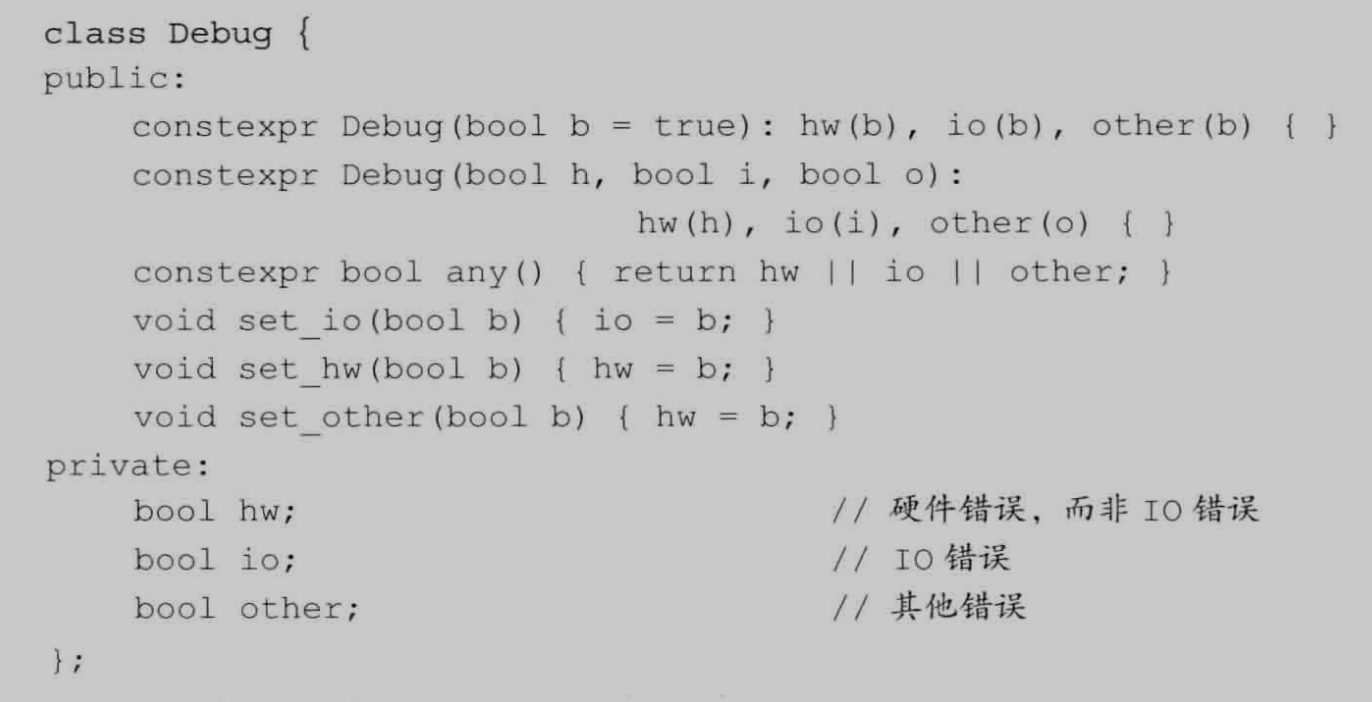 class Debug {
public:
    constexpr Debug(bool b = true): hw(b), io(b), other(b) { }
    constexpr Debug(bool h, bool i, bool o):
                            hw(h), io(i), other(o) { }
    constexpr bool any() { return hw || io || other; }
    void set_io(bool b) { io = b; }
    void set_hw(bool b) { hw = b; }
    void set_other(bool b) { hw = b; }
private:
    bool hw;                          // 硬件错误，而非 IO 错误
    bool io;                          // IO 错误
    bool other;                       // 其他错误
};